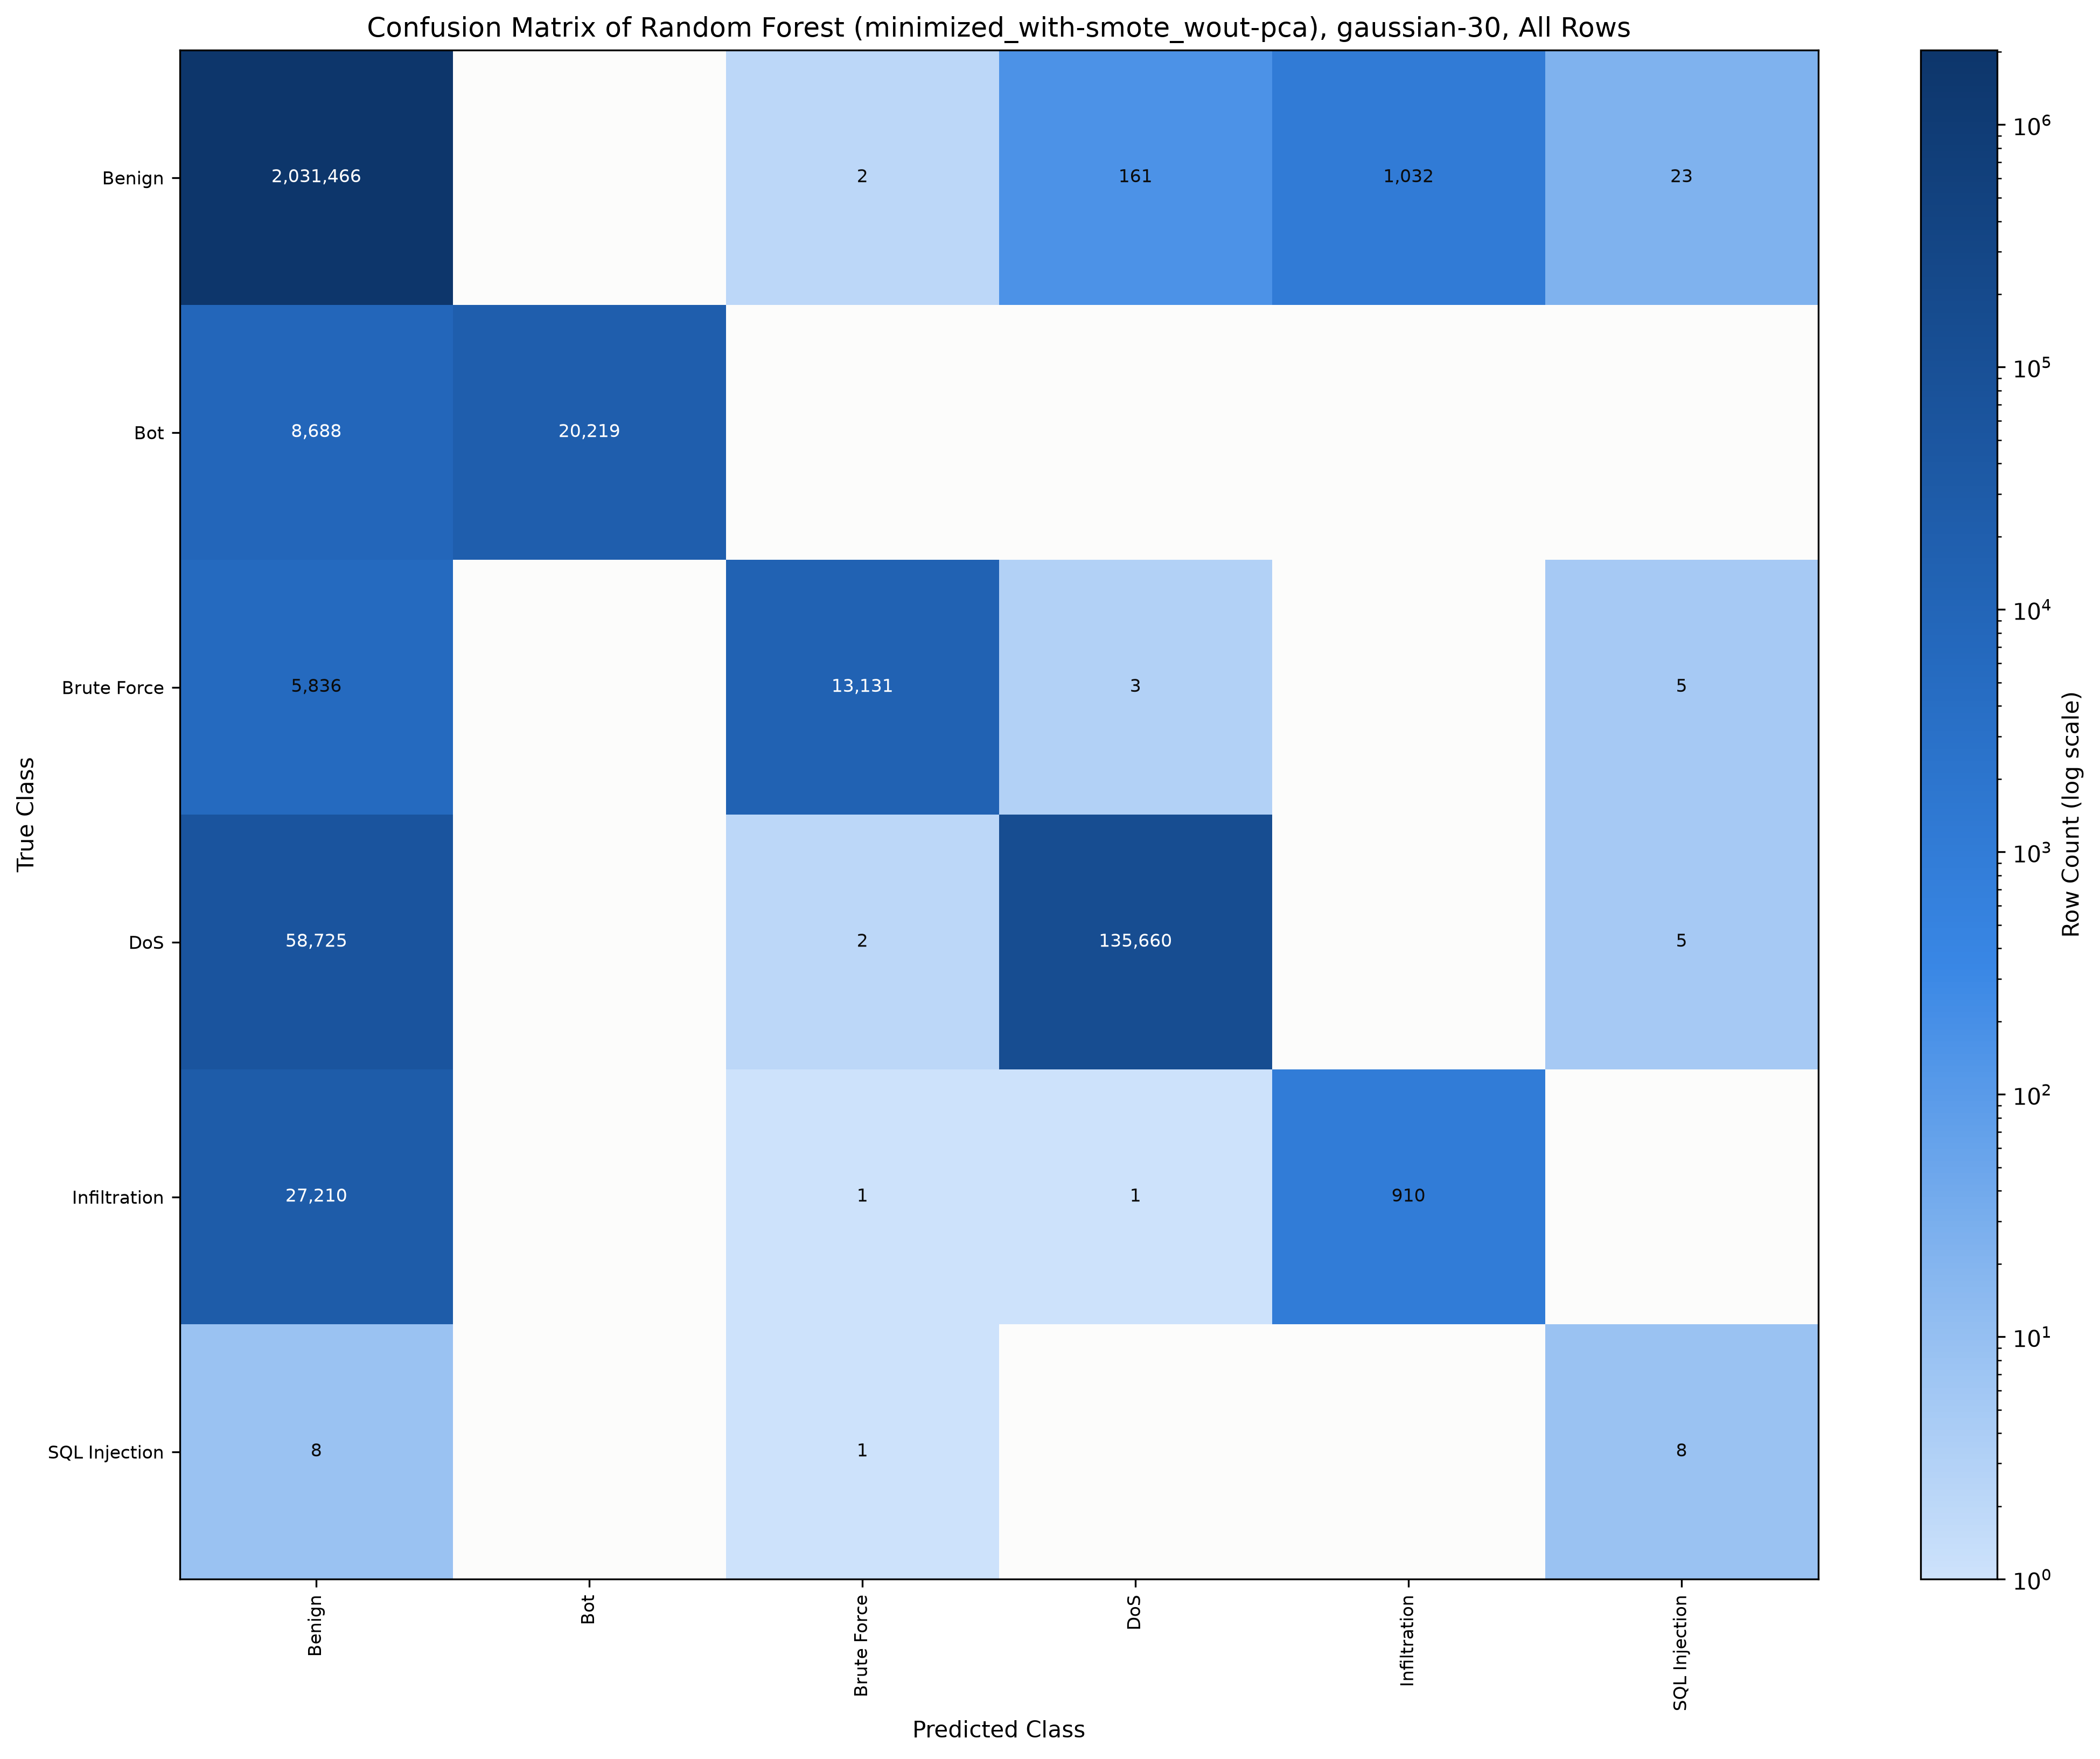 Confusion Matrix of Random Forest (minimized_with-smote_wout-pca), gaussian-30, All Rows
True Class
Benign 2,031,466 2 161 1,032 23
Bot 8,688 20,219
Brute Force 5,836 13,131 3 5
DoS 58,725 2 135,660 5
Infiltration 27,210 1 1 910
SQL Injection 8 1 8
Benign Bot Brute Force DoS Infiltration SQL Injection
Predicted Class
10⁶
10⁵
10⁴
10³
10²
10¹
10⁰
Row Count (log scale)